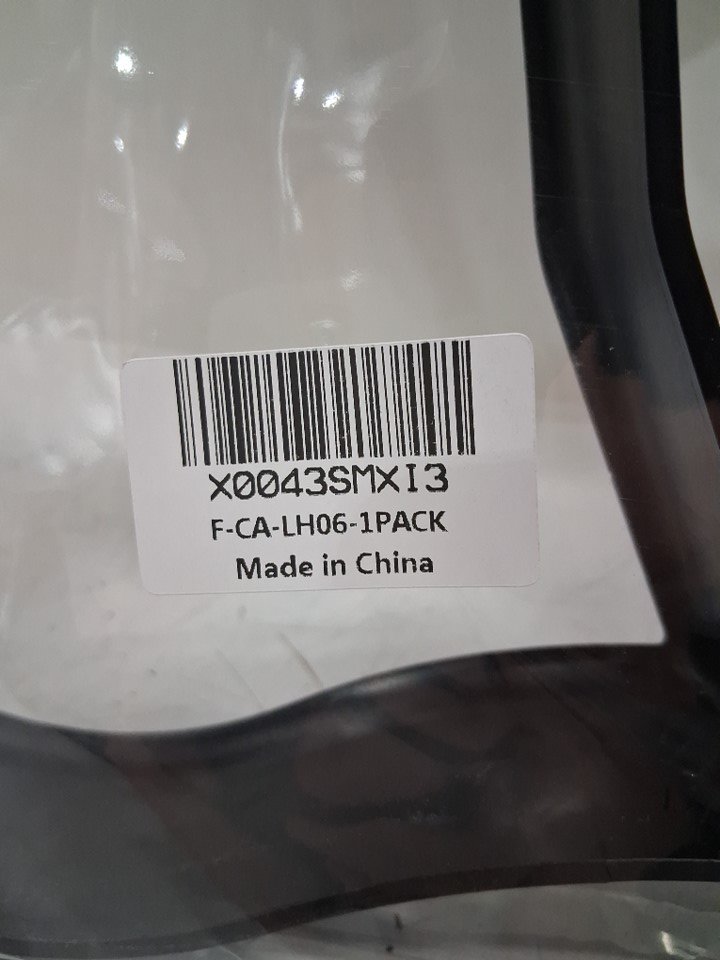 X0043SMXI3
F-CA-LH06-1PACK
Made in China